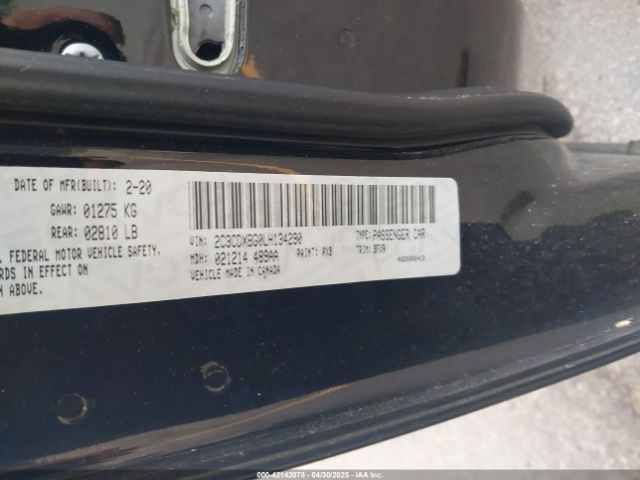 DATE OF MFR(BUILT): 2-20
GAWR: 01275 KG
REAR: 02810 LB
FEDERAL MOTOR VEHICLE SAFETY,
RDS IN EFFECT ON
ABOVE.
VIN: 2C3CDXBG0LH134290
TYPE: PASSENGER CAR
MDH: 021214 489AA
PAINT: PX8
TRIM: BFX9
VEHICLE MADE IN CANADA
000-42142078 - 04/30/2025 - IAA Inc.